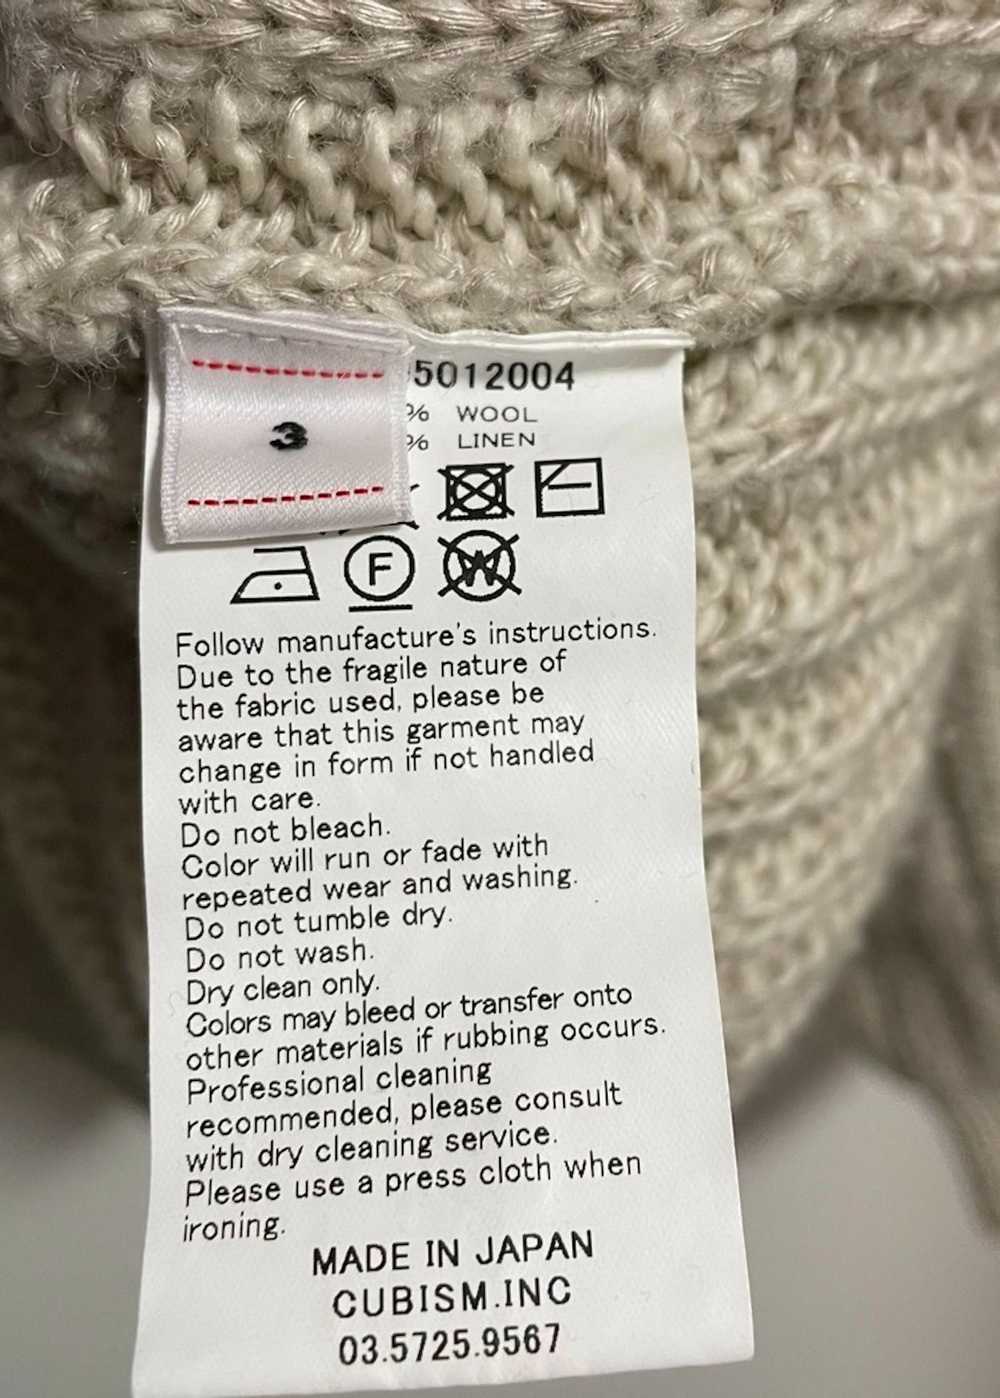 5012004
3
% WOOL
% LINEN
F
W
Follow manufacture's instructions.
Due to the fragile nature of
the fabric used, please be
aware that this garment may
change in form if not handled
with care.
Do not bleach.
Color will run or fade with
repeated wear and washing.
Do not tumble dry.
Do not wash.
Dry clean only.
Colors may bleed or transfer onto
other materials if rubbing occurs.
Professional cleaning
recommended, please consult
with dry cleaning service.
Please use a press cloth when
ironing.
MADE IN JAPAN
CUBISM.INC
03.5725.9567